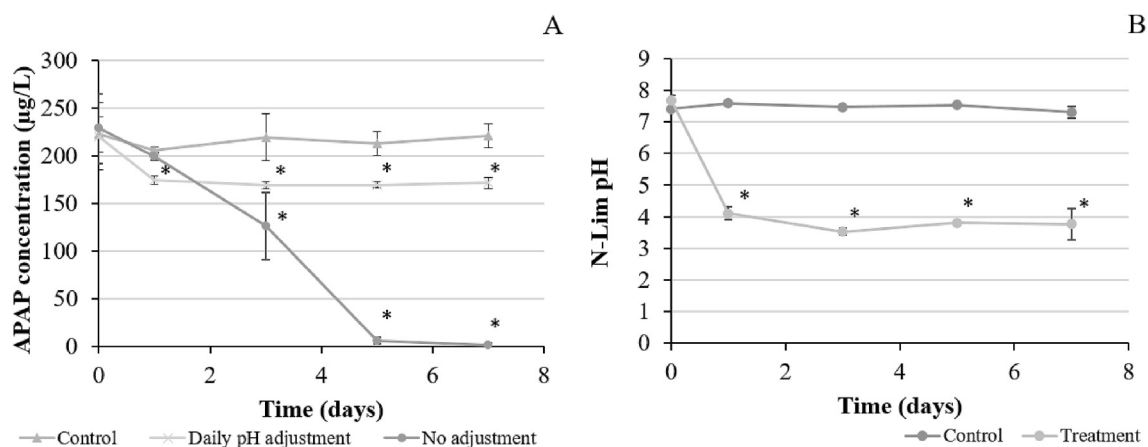 A
APAP concentration (µg/L)
300
250
200
150
100
50
0
* * * *
*
* *
0 2 4 6 8
Time (days)
Control Daily pH adjustment No adjustment
B
N-Lim pH
9
8
7
6
5
4
3
2
1
0
* * * *
0 2 4 6 8
Time (days)
Control Treatment